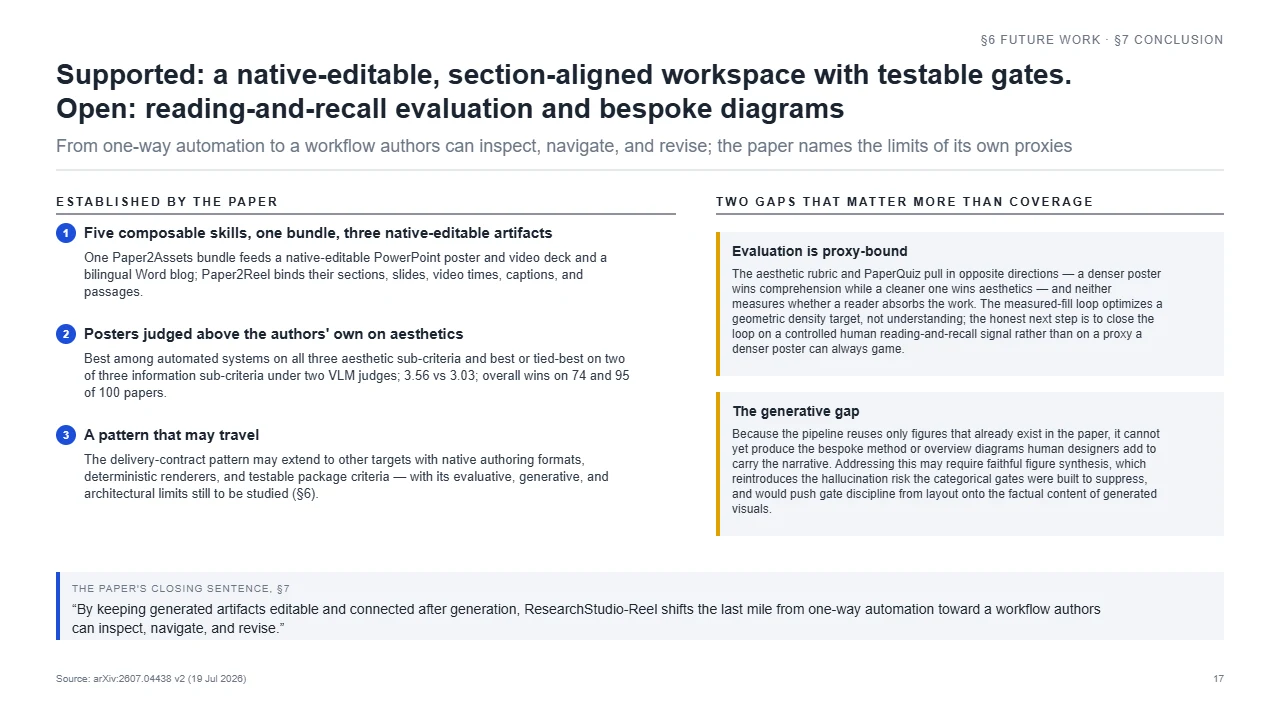 §6 FUTURE WORK · §7 CONCLUSION
Supported: a native-editable, section-aligned workspace with testable gates.
Open: reading-and-recall evaluation and bespoke diagrams
From one-way automation to a workflow authors can inspect, navigate, and revise; the paper names the limits of its own proxies
ESTABLISHED BY THE PAPER
1 Five composable skills, one bundle, three native-editable artifacts
One Paper2Assets bundle feeds a native-editable PowerPoint poster and video deck and a
bilingual Word blog; Paper2Reel binds their sections, slides, video times, captions, and
passages.
2 Posters judged above the authors' own on aesthetics
Best among automated systems on all three aesthetic sub-criteria and best or tied-best on two
of three information sub-criteria under two VLM judges; 3.56 vs 3.03; overall wins on 74 and 95
of 100 papers.
3 A pattern that may travel
The delivery-contract pattern may extend to other targets with native authoring formats,
deterministic renderers, and testable package criteria — with its evaluative, generative, and
architectural limits still to be studied (§6).
TWO GAPS THAT MATTER MORE THAN COVERAGE
Evaluation is proxy-bound
The aesthetic rubric and PaperQuiz pull in opposite directions — a denser poster
wins comprehension while a cleaner one wins aesthetics — and neither
measures whether a reader absorbs the work. The measured-fill loop optimizes a
geometric density target, not understanding; the honest next step is to close the
loop on a controlled human reading-and-recall signal rather than on a proxy a
denser poster can always game.
The generative gap
Because the pipeline reuses only figures that already exist in the paper, it cannot
yet produce the bespoke method or overview diagrams human designers add to
carry the narrative. Addressing this may require faithful figure synthesis, which
reintroduces the hallucination risk the categorical gates were built to suppress,
and would push gate discipline from layout onto the factual content of generated
visuals.
THE PAPER'S CLOSING SENTENCE, §7
“By keeping generated artifacts editable and connected after generation, ResearchStudio-Reel shifts the last mile from one-way automation toward a workflow authors
can inspect, navigate, and revise.”
Source: arXiv:2607.04438 v2 (19 Jul 2026)
17